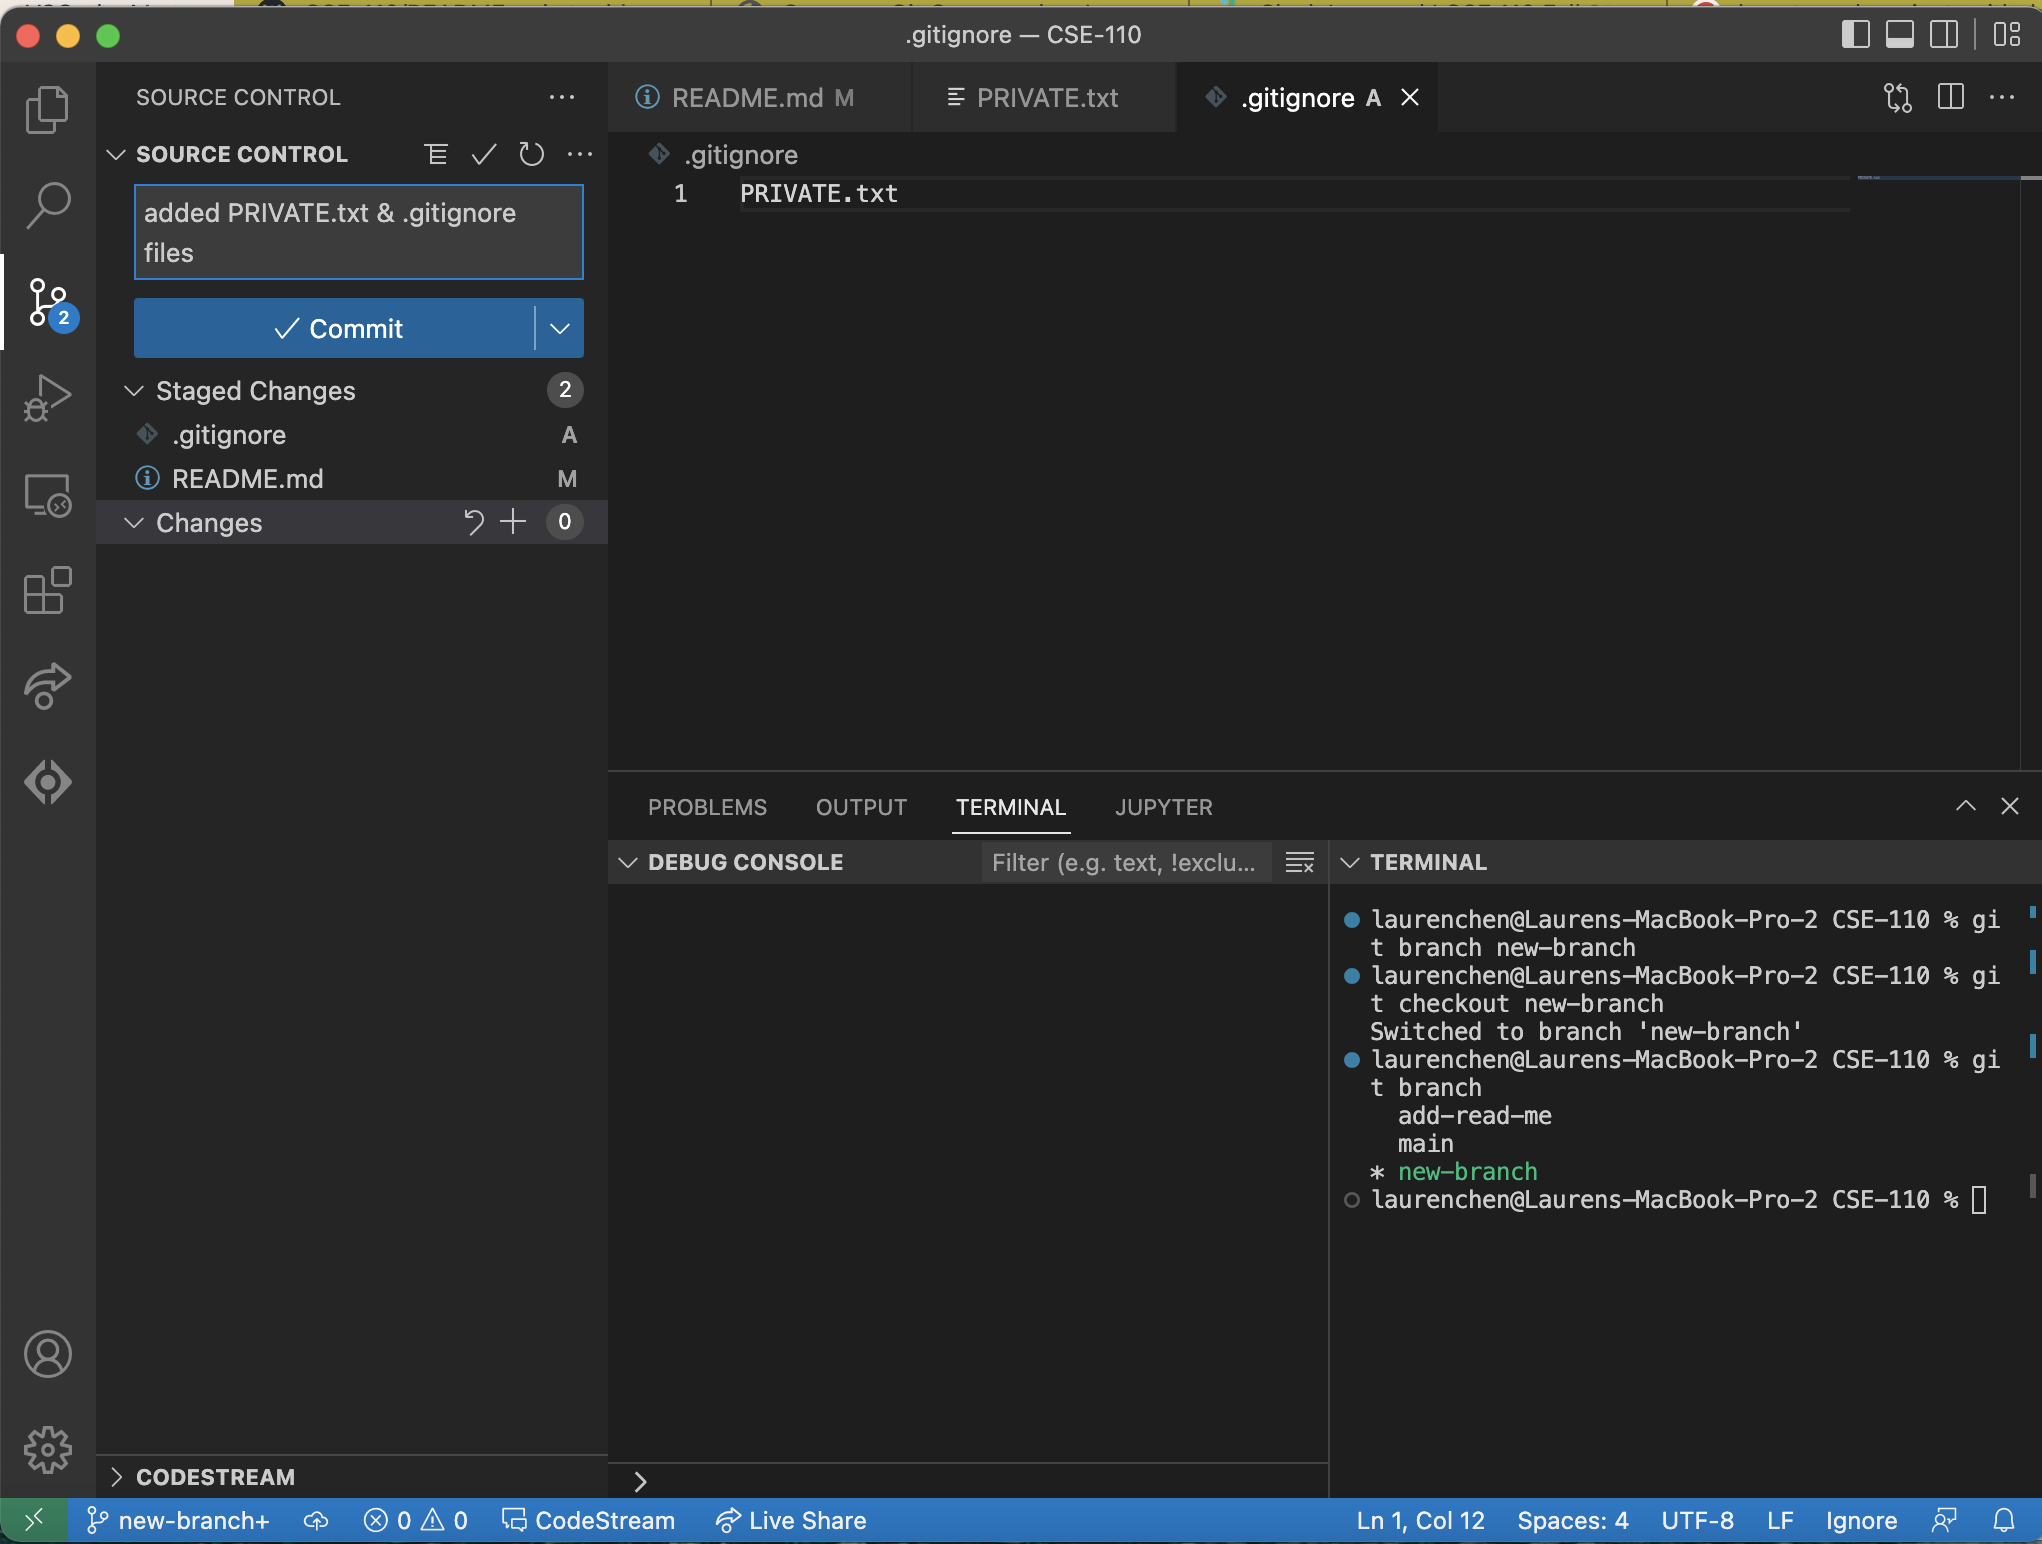 .gitignore — CSE-110
SOURCE CONTROL
SOURCE CONTROL
added PRIVATE.txt & .gitignore
files
Commit
Staged Changes 2
.gitignore A
README.md M
Changes 0
2
README.md M
PRIVATE.txt
.gitignore A
.gitignore
1 PRIVATE.txt
PROBLEMS OUTPUT TERMINAL JUPYTER
DEBUG CONSOLE
Filter (e.g. text, !exclu...
TERMINAL
laurenchen@Laurens-MacBook-Pro-2 CSE-110 % gi
t branch new-branch
laurenchen@Laurens-MacBook-Pro-2 CSE-110 % gi
t checkout new-branch
Switched to branch 'new-branch'
laurenchen@Laurens-MacBook-Pro-2 CSE-110 % gi
t branch
add-read-me
main
* new-branch
laurenchen@Laurens-MacBook-Pro-2 CSE-110 %
CODESTREAM
new-branch+ 0 0 CodeStream Live Share Ln 1, Col 12 Spaces: 4 UTF-8 LF Ignore